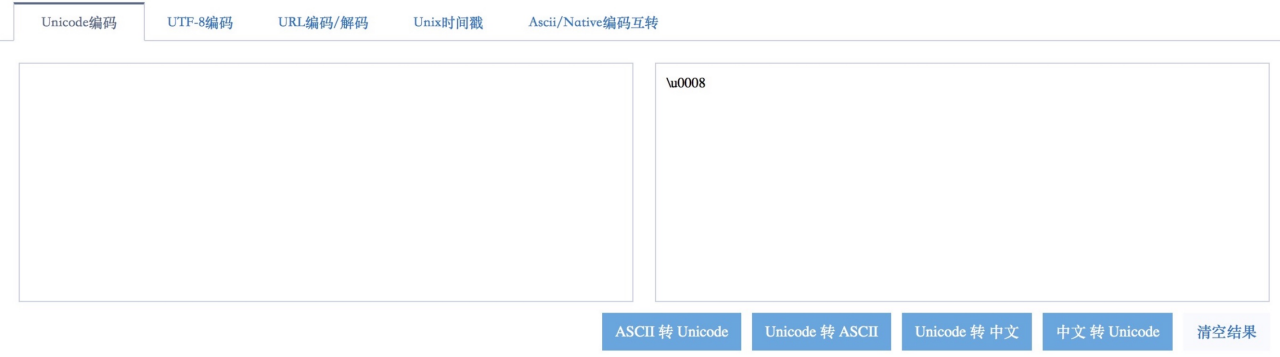 Unicode编码 UTF-8编码 URL编码/解码 Unix时间戳 Ascii/Native编码互转
\u0008
ASCII 转 Unicode Unicode 转 ASCII Unicode 转 中文 中文 转 Unicode 清空结果